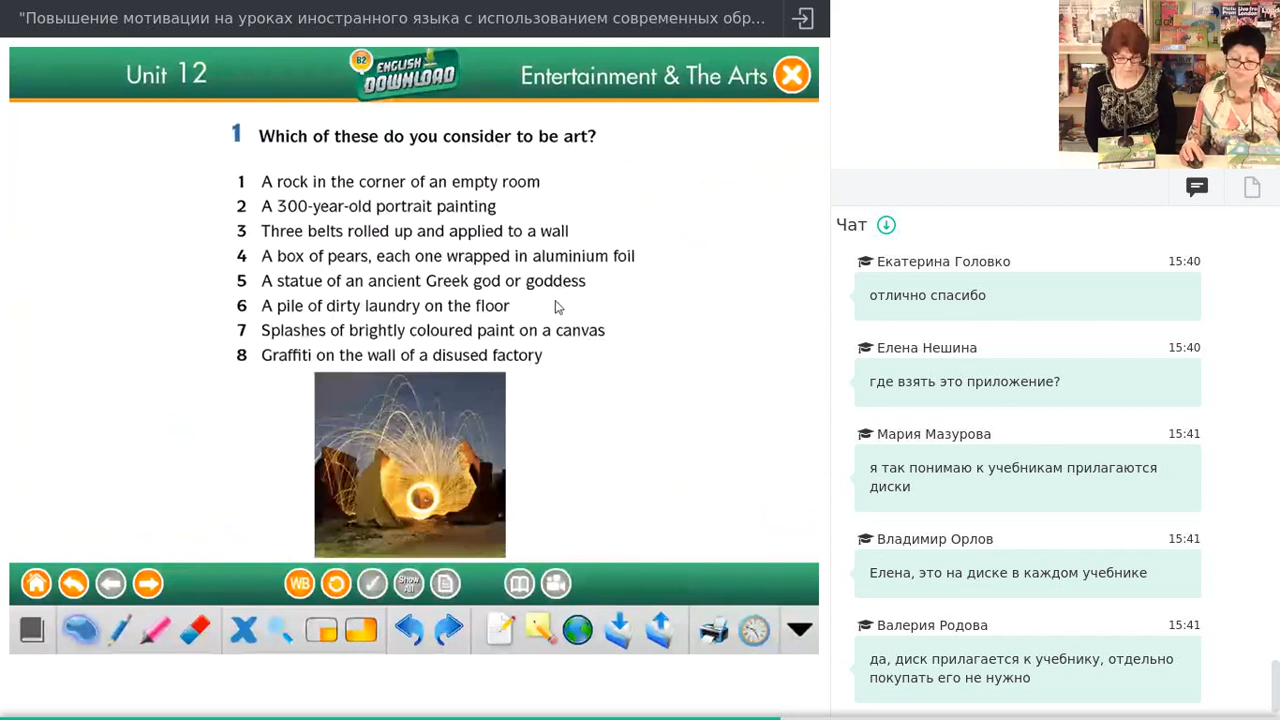 "Повышение мотивации на уроках иностранного языка с использованием современных обр...
Unit 12
B2
ENGLISH
DOWNLOAD
Entertainment & The Arts
1 Which of these do you consider to be art?
1 A rock in the corner of an empty room
2 A 300-year-old portrait painting
3 Three belts rolled up and applied to a wall
4 A box of pears, each one wrapped in aluminium foil
5 A statue of an ancient Greek god or goddess
6 A pile of dirty laundry on the floor
7 Splashes of brightly coloured paint on a canvas
8 Graffiti on the wall of a disused factory
WB
Show
All
Чат
Екатерина Головко 15:40
отлично спасибо
Елена Нешина 15:40
где взять это приложение?
Мария Мазурова 15:41
я так понимаю к учебникам прилагаются
диски
Владимир Орлов 15:41
Елена, это на диске в каждом учебнике
Валерия Родова 15:41
да, диск прилагается к учебнику, отдельно
покупать его не нужно